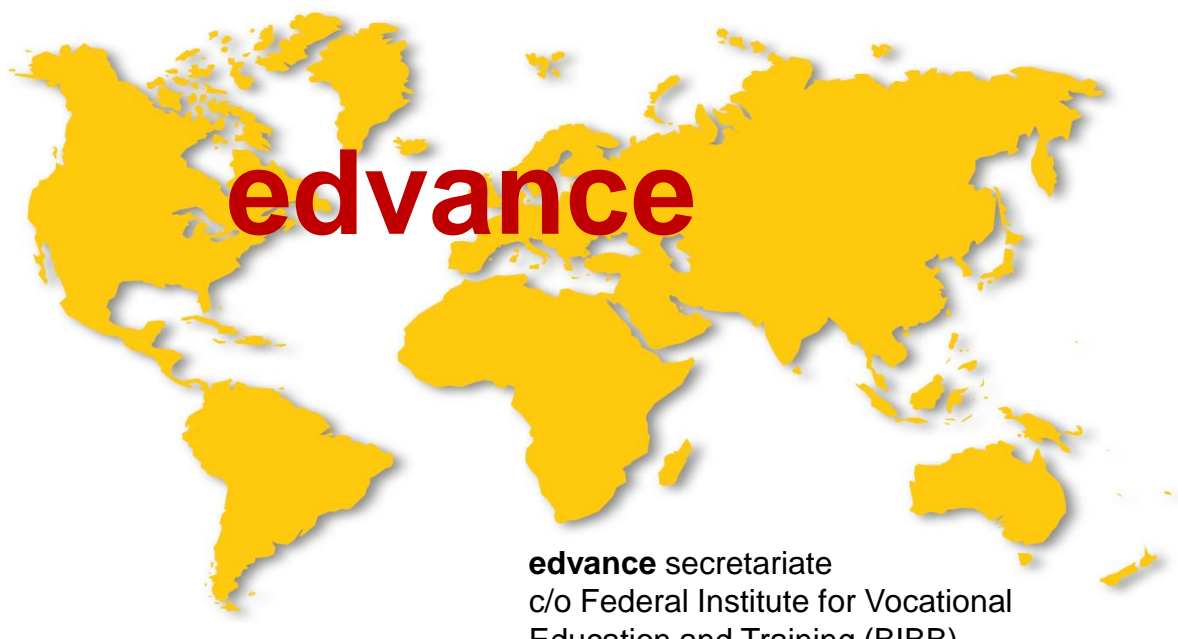 edvance
edvance secretariate
c/o Federal Institute for Vocational
Education and Training (BIBB)